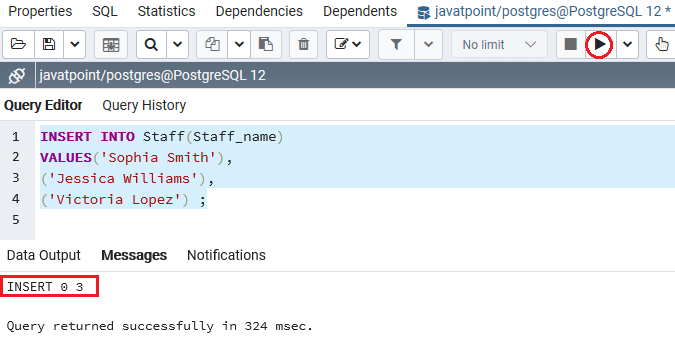 Properties SQL Statistics Dependencies Dependents javatpoint/postgres@PostgreSQL 12 *
No limit
javatpoint/postgres@PostgreSQL 12
Query Editor Query History
1 INSERT INTO Staff(Staff_name)
2 VALUES('Sophia Smith'),
3 ('Jessica Williams'),
4 ('Victoria Lopez') ;
5
Data Output Messages Notifications
INSERT 0 3
Query returned successfully in 324 msec.